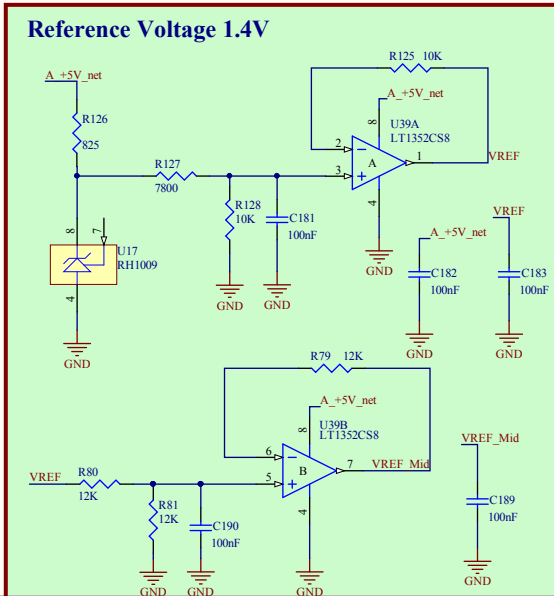 Reference Voltage 1.4V
A_+5V_net
R126
825
R127
7800
R128
10K
C181
100nF
8
7
U17
RH1009
4
GND
GND
GND
R125 10K
A_+5V_net
8
U39A
LT1352CS8
2
3
A
1
VREF
4
GND
A_+5V_net
C182
100nF
GND
VREF
C183
100nF
GND
R79 12K
A_+5V_net
8
U39B
LT1352CS8
6
5
B
7
VREF_Mid
4
GND
VREF
R80
12K
R81
12K
C190
100nF
GND
GND
VREF_Mid
C189
100nF
GND